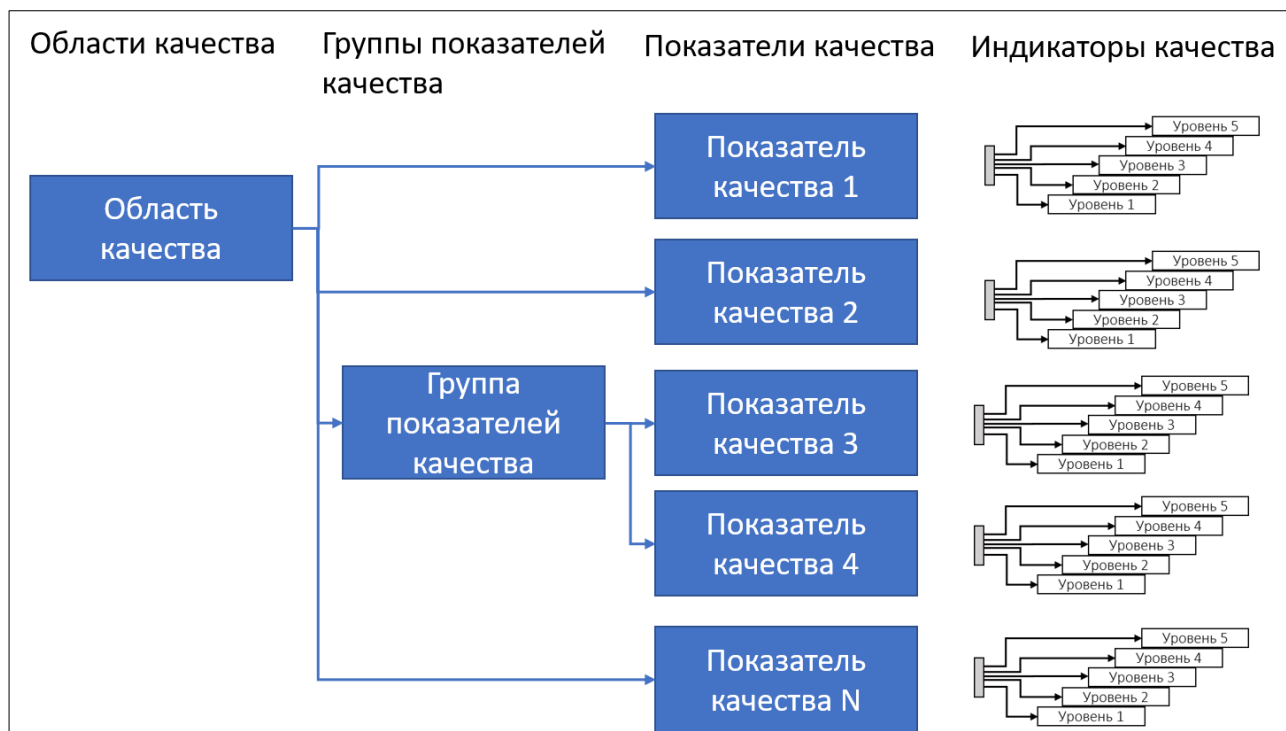 Области качества
Группы показателей
качества
Показатели качества
Индикаторы качества
Область
качества
Показатель
качества 1
Уровень 5
Уровень 4
Уровень 3
Уровень 2
Уровень 1
Показатель
качества 2
Уровень 5
Уровень 4
Уровень 3
Уровень 2
Уровень 1
Группа
показателей
качества
Показатель
качества 3
Уровень 5
Уровень 4
Уровень 3
Уровень 2
Уровень 1
Показатель
качества 4
Уровень 5
Уровень 4
Уровень 3
Уровень 2
Уровень 1
Показатель
качества N
Уровень 5
Уровень 4
Уровень 3
Уровень 2
Уровень 1